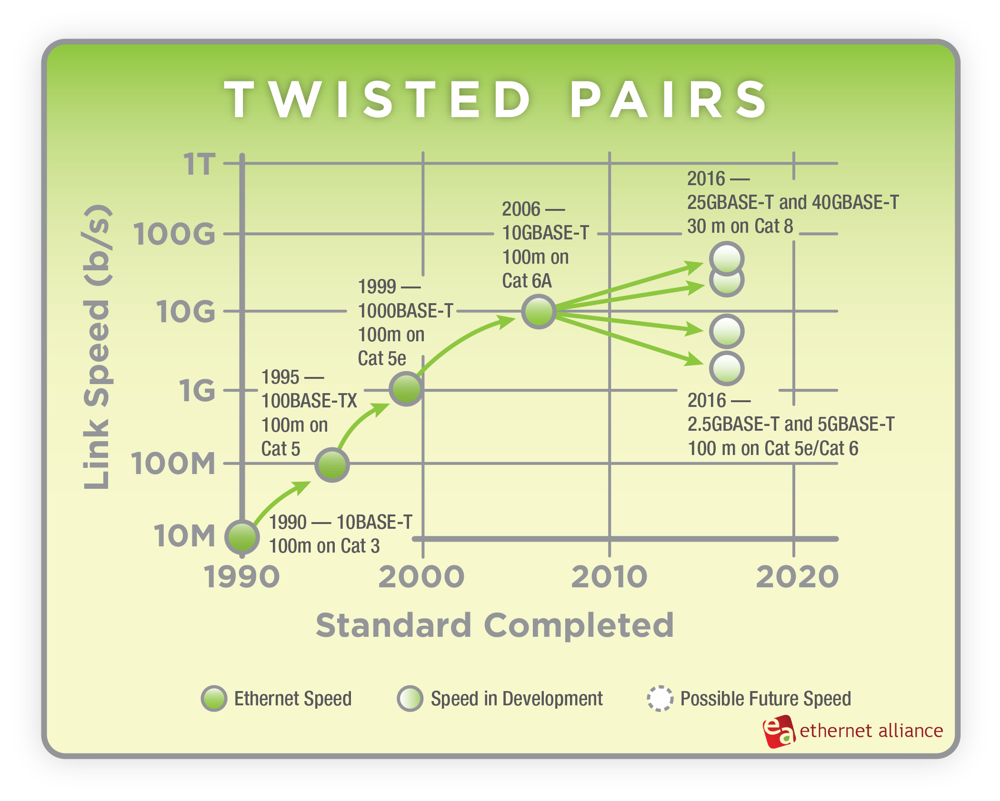 TWISTED PAIRS
Link Speed (b/s)
1T
100G
10G
1G
100M
10M
2016 —
25GBASE-T and 40GBASE-T
30 m on Cat 8
2006 —
10GBASE-T
100m on
Cat 6A
1999 —
1000BASE-T
100m on
Cat 5e
1995 —
100BASE-TX
100m on
Cat 5
2016 —
2.5GBASE-T and 5GBASE-T
100 m on Cat 5e/Cat 6
1990 — 10BASE-T
100m on Cat 3
1990
2000
2010
2020
Standard Completed
Ethernet Speed
Speed in Development
Possible Future Speed
ea ethernet alliance